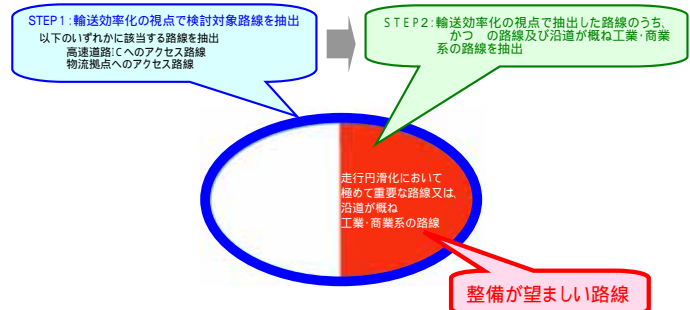 STEP1:輸送効率化の視点で検討対象路線を抽出
以下のいずれかに該当する路線を抽出
高速道路ICへのアクセス路線
物流拠点へのアクセス路線
STEP2:輸送効率化の視点で抽出した路線のうち、
かつ の路線及び沿道が概ね工業・商業
系の路線を抽出
走行円滑化において
極めて重要な路線又は、
沿道が概ね
工業・商業系の路線
整備が望ましい路線